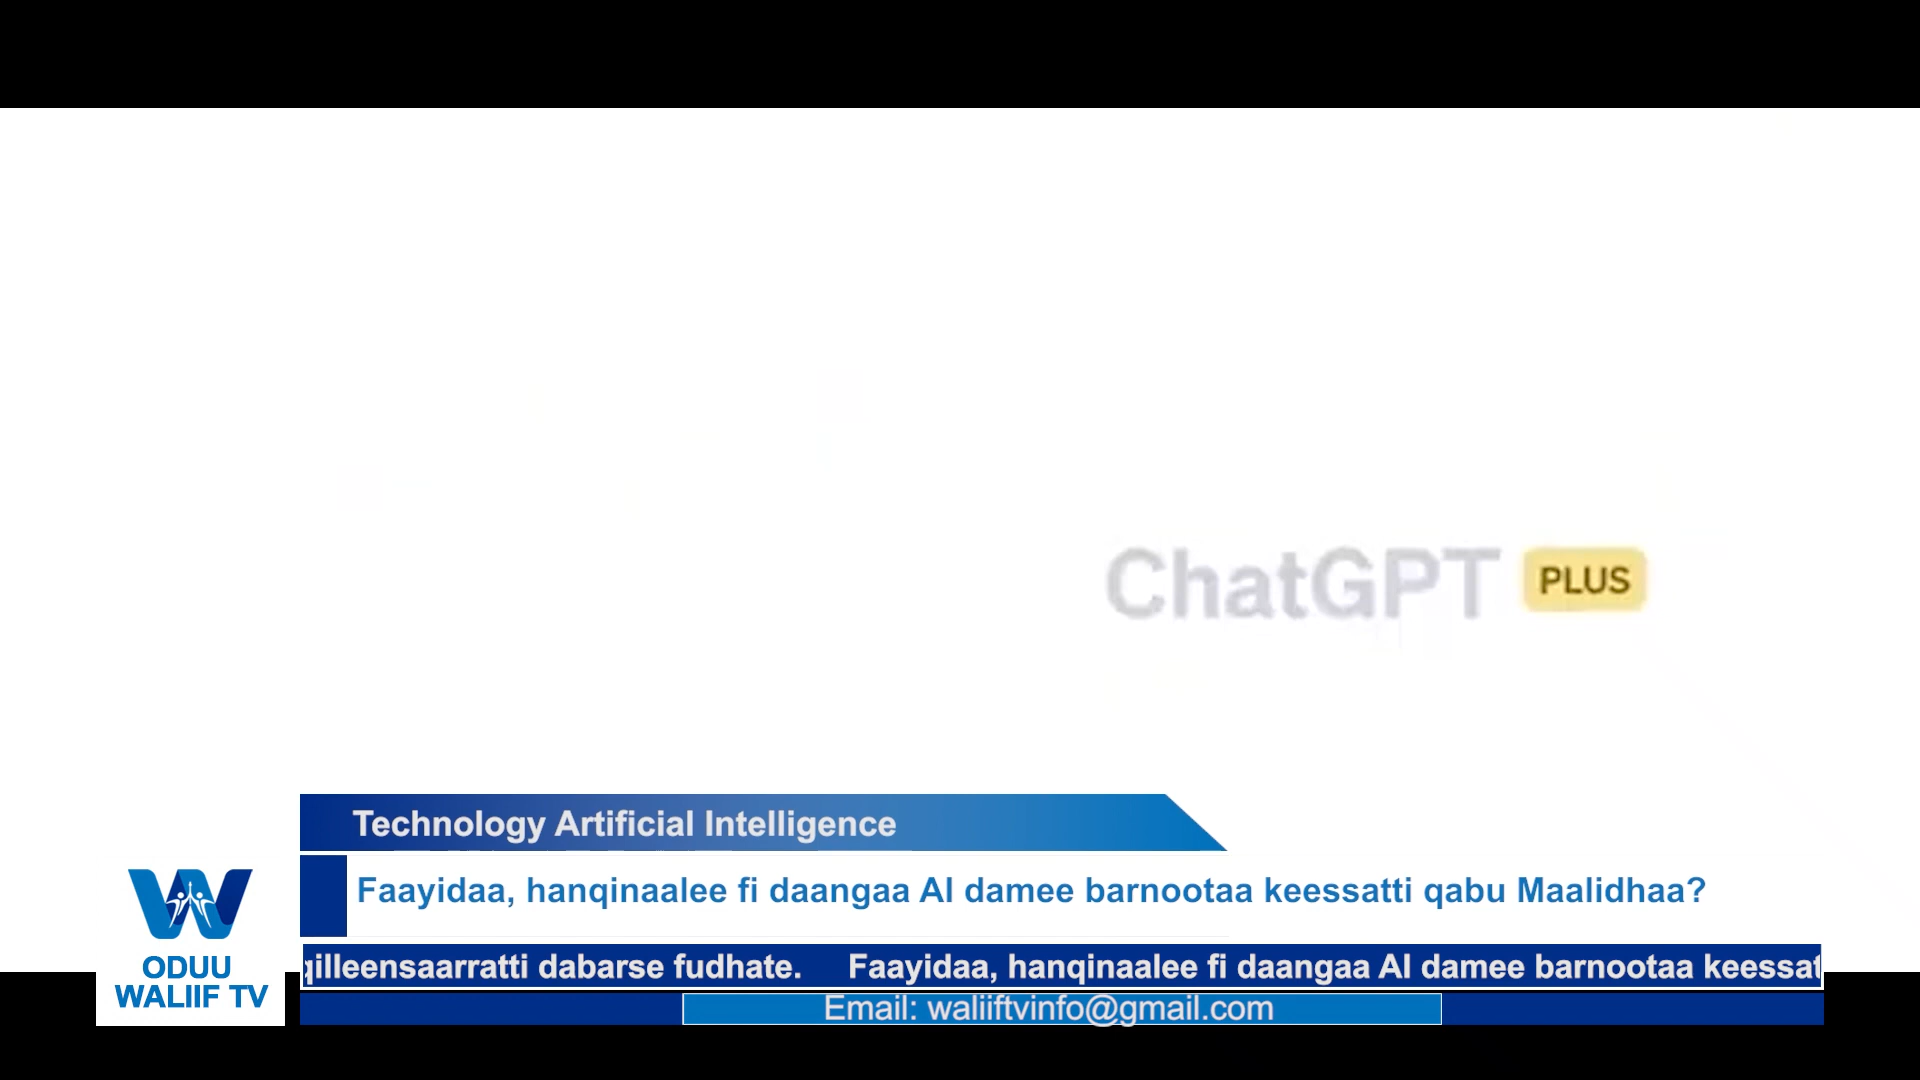 ChatGPT PLUS
Technology Artificial Intelligence
Faayidaa, hanqinaalee fi daangaa AI damee barnootaa keessatti qabu Maalidhaa?
ODUU
WALIIF TV
qilleensaarratti dabarse fudhate. Faayidaa, hanqinaalee fi daangaa AI damee barnootaa keessat
Email: waliiftvinfo@gmail.com